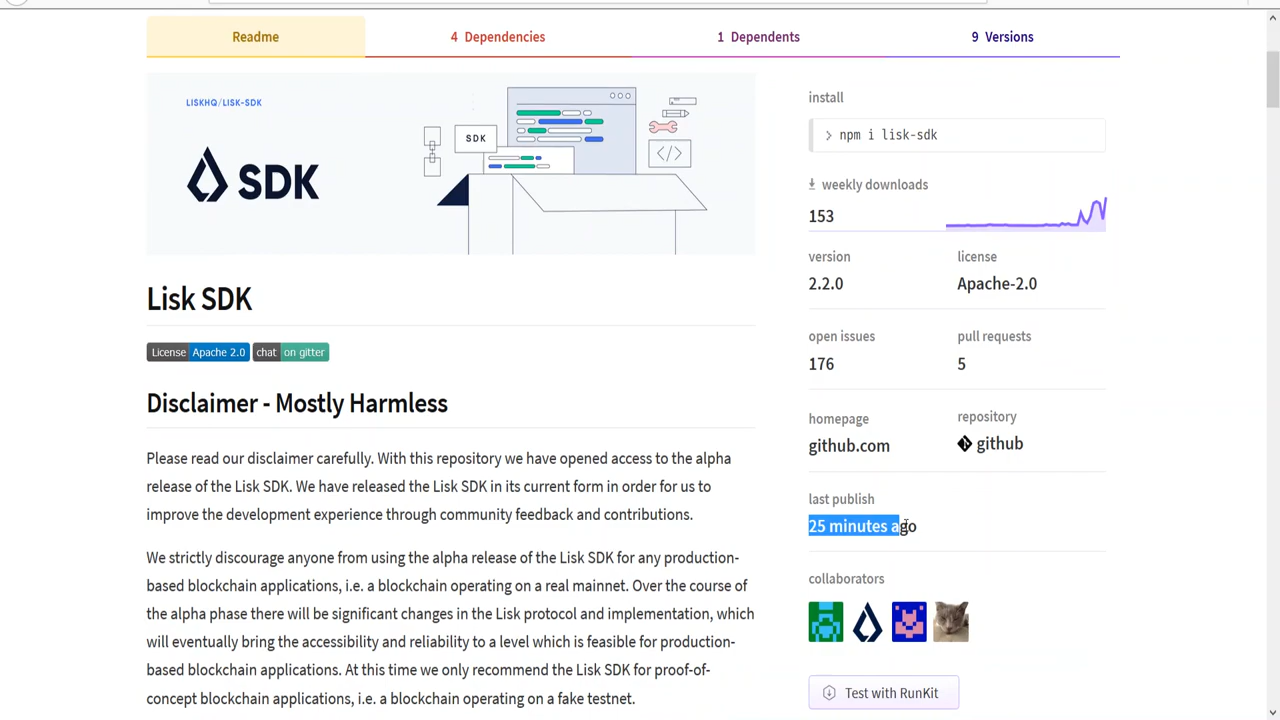 Readme
4 Dependencies
1 Dependents
9 Versions
LISKHQ/LISK-SDK
SDK
SDK
</>
Lisk SDK
License Apache 2.0 chat on gitter
Disclaimer - Mostly Harmless
Please read our disclaimer carefully. With this repository we have opened access to the alpha
release of the Lisk SDK. We have released the Lisk SDK in its current form in order for us to
improve the development experience through community feedback and contributions.
We strictly discourage anyone from using the alpha release of the Lisk SDK for any production-
based blockchain applications, i.e. a blockchain operating on a real mainnet. Over the course of
the alpha phase there will be significant changes in the Lisk protocol and implementation, which
will eventually bring the accessibility and reliability to a level which is feasible for production-
based blockchain applications. At this time we only recommend the Lisk SDK for proof-of-
concept blockchain applications, i.e. a blockchain operating on a fake testnet.
install
> npm i lisk-sdk
weekly downloads
153
version
2.2.0
license
Apache-2.0
open issues
176
pull requests
5
homepage
github.com
repository
github
last publish
25 minutes ago
collaborators
Test with RunKit